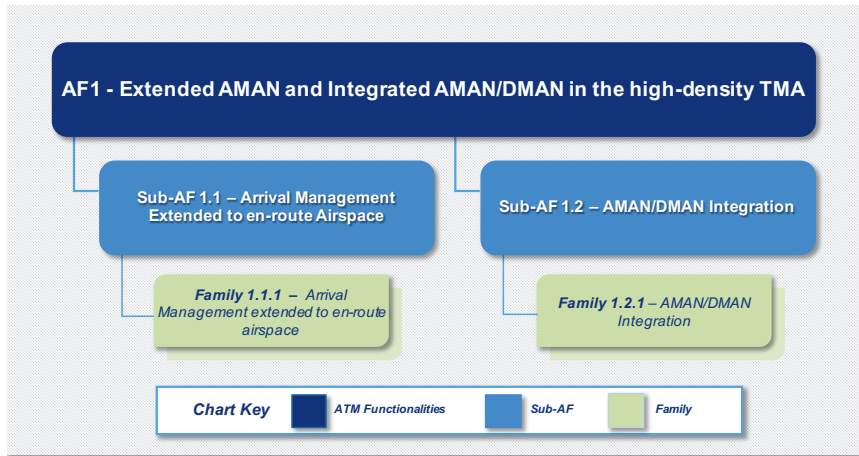 AF1 - Extended AMAN and Integrated AMAN/DMAN in the high-density TMA
Sub-AF 1.1 – Arrival Management
Extended to en-route Airspace
Sub-AF 1.2 – AMAN/DMAN Integration
Family 1.1.1 – Arrival
Management extended to en-route
airspace
Family 1.2.1 – AMAN/DMAN
Integration
Chart Key
ATM Functionalities
Sub-AF
Family